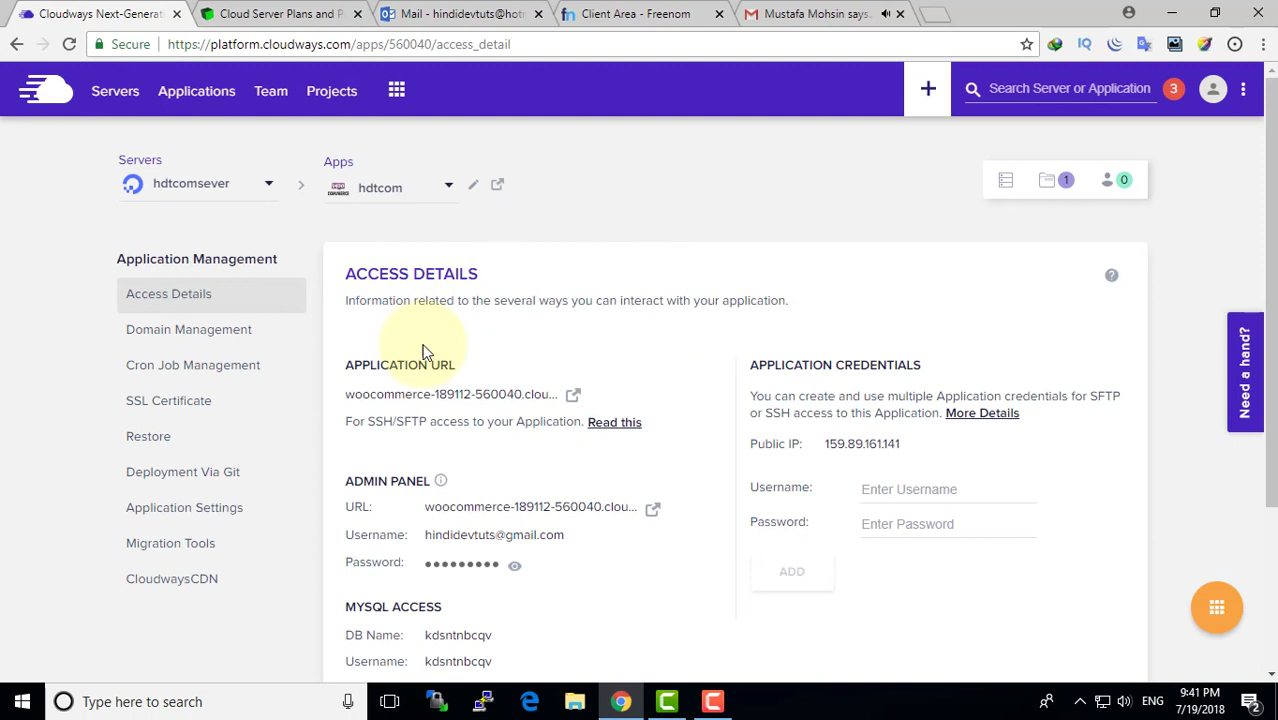 Cloudways Next-Generati
Cloud Server Plans and P
Mail - hindidevtuts@hotm
Client Area - Freenom
Mustafa Mohsin says
Secure
https://platform.cloudways.com/apps/560040/access_detail
Servers
Applications
Team
Projects
+
Search Server or Application
3
Servers
hdtcomsever
Apps
hdtcom
1
0
Application Management
Access Details
Domain Management
Cron Job Management
SSL Certificate
Restore
Deployment Via Git
Application Settings
Migration Tools
CloudwaysCDN
ACCESS DETAILS
Information related to the several ways you can interact with your application.
APPLICATION URL
woocommerce-189112-560040.clou...
For SSH/SFTP access to your Application. Read this
ADMIN PANEL
URL: woocommerce-189112-560040.clou...
Username: hindidevtuts@gmail.com
Password: •••••••••
MYSQL ACCESS
DB Name: kdsntnbcqv
Username: kdsntnbcqv
APPLICATION CREDENTIALS
You can create and use multiple Application credentials for SFTP
or SSH access to this Application. More Details
Public IP: 159.89.161.141
Username: Enter Username
Password: Enter Password
ADD
Need a hand?
Type here to search
ENG
9:41 PM
7/19/2018
2